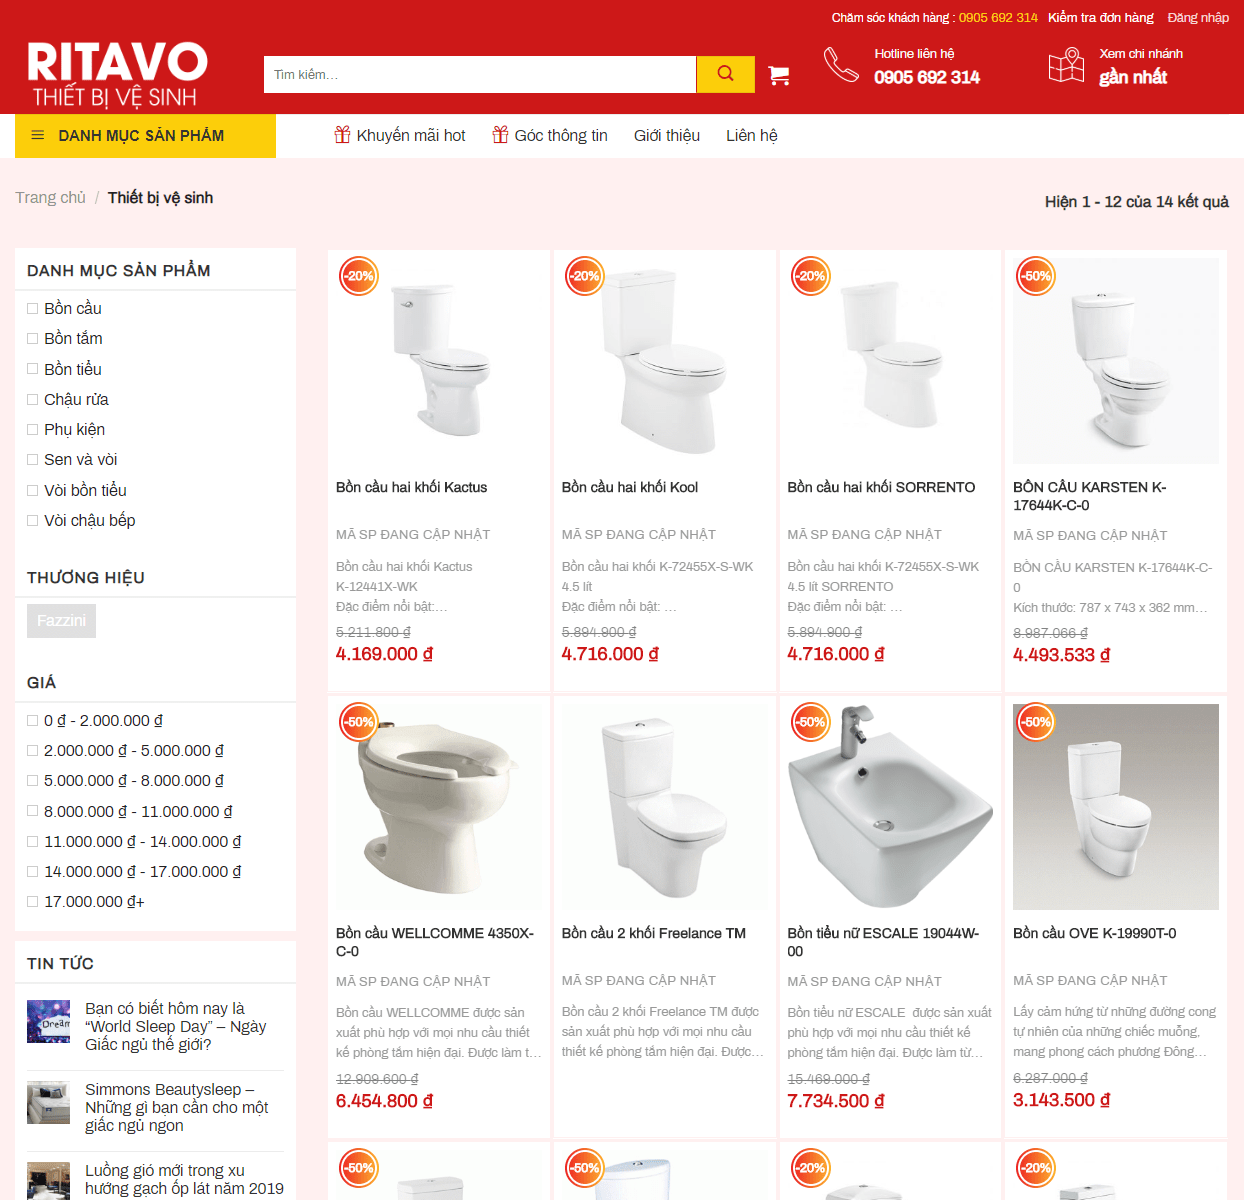 Chăm sóc khách hàng : 0905 692 314 Kiểm tra đơn hàng Đăng nhập
RITAVO
THIẾT BỊ VỆ SINH
Tìm kiếm...
Hotline liên hệ
0905 692 314
Xem chi nhánh
gần nhất
DANH MỤC SẢN PHẨM
Khuyến mãi hot Góc thông tin Giới thiệu Liên hệ
Trang chủ / Thiết bị vệ sinh
Hiện 1 - 12 của 14 kết quả
DANH MỤC SẢN PHẨM
Bồn cầu
Bồn tắm
Bồn tiểu
Chậu rửa
Phụ kiện
Sen và vòi
Vòi bồn tiểu
Vòi chậu bếp
THƯƠNG HIỆU
Fazzini
GIÁ
0 ₫ - 2.000.000 ₫
2.000.000 ₫ - 5.000.000 ₫
5.000.000 ₫ - 8.000.000 ₫
8.000.000 ₫ - 11.000.000 ₫
11.000.000 ₫ - 14.000.000 ₫
14.000.000 ₫ - 17.000.000 ₫
17.000.000 ₫+
TIN TỨC
Dream
Bạn có biết hôm nay là
“World Sleep Day” – Ngày
Giấc ngủ thế giới?
Simmons Beautysleep –
Những gì bạn cần cho một
giấc ngủ ngon
Luồng gió mới trong xu
hướng gạch ốp lát năm 2019
-20%
Bồn cầu hai khối Kactus
MÃ SP ĐANG CẬP NHẬT
Bồn cầu hai khối Kactus
K-12441X-WK
Đặc điểm nổi bật:...
5.211.800 ₫
4.169.000 ₫
-20%
Bồn cầu hai khối Kool
MÃ SP ĐANG CẬP NHẬT
Bồn cầu hai khối K-72455X-S-WK
4.5 lít
Đặc điểm nổi bật: ...
5.894.900 ₫
4.716.000 ₫
-20%
Bồn cầu hai khối SORRENTO
MÃ SP ĐANG CẬP NHẬT
Bồn cầu hai khối K-72455X-S-WK
4.5 lít SORRENTO
Đặc điểm nổi bật: ...
5.894.900 ₫
4.716.000 ₫
-50%
BỒN CẦU KARSTEN K-
17644K-C-0
MÃ SP ĐANG CẬP NHẬT
BỒN CẦU KARSTEN K-17644K-C-
0
Kích thước: 787 x 743 x 362 mm...
8.987.066 ₫
4.493.533 ₫
-50%
Bồn cầu WELLCOMME 4350X-
C-0
MÃ SP ĐANG CẬP NHẬT
Bồn cầu WELLCOMME được sản
xuất phù hợp với mọi nhu cầu thiết
kế phòng tắm hiện đại. Được làm t...
12.909.600 ₫
6.454.800 ₫
Bồn cầu 2 khối Freelance TM
MÃ SP ĐANG CẬP NHẬT
Bồn cầu 2 khối Freelance TM được
sản xuất phù hợp với mọi nhu cầu
thiết kế phòng tắm hiện đại. Được...
-50%
Bồn tiểu nữ ESCALE 19044W-
00
MÃ SP ĐANG CẬP NHẬT
Bồn tiểu nữ ESCALE được sản xuất
phù hợp với mọi nhu cầu thiết kế
phòng tắm hiện đại. Được làm từ...
15.469.000 ₫
7.734.500 ₫
-50%
Bồn cầu OVE K-19990T-0
MÃ SP ĐANG CẬP NHẬT
Lấy cảm hứng từ những đường cong
tự nhiên của những chiếc muỗng,
mang phong cách phương Đông...
6.287.000 ₫
3.143.500 ₫
-50%
-50%
-20%
-20%